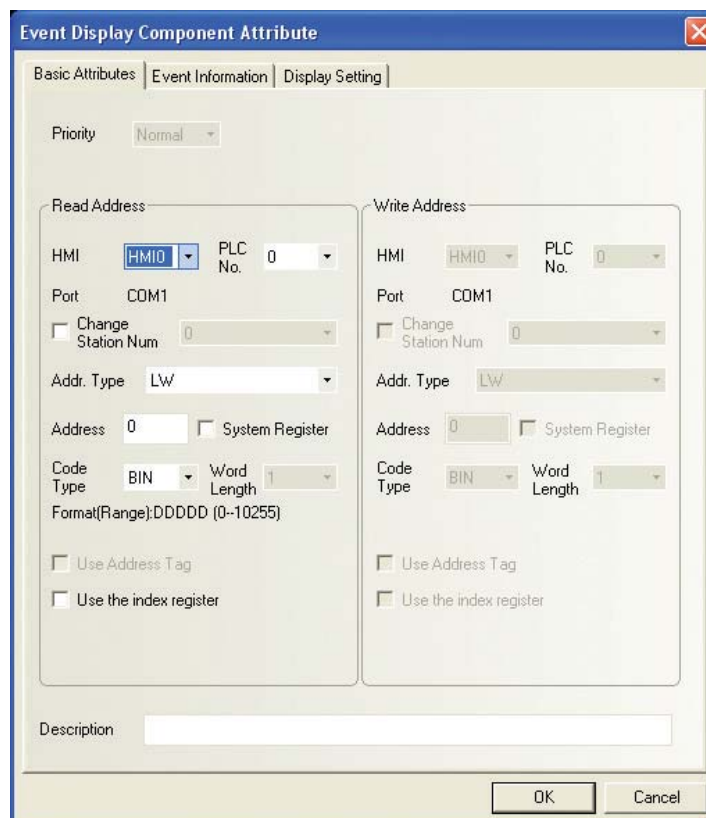 Event Display Component Attribute
Basic Attributes Event Information Display Setting
Priority Normal
Read Address
HMI HMI0 PLC No. 0
Port COM1
Change Station Num 0
Addr. Type LW
Address 0 System Register
Code Type BIN Word Length 1
Format(Range):DDDDD (0--10255)
Use Address Tag
Use the index register
Write Address
HMI HMI0 PLC No. 0
Port COM1
Change Station Num 0
Addr. Type LW
Address 0 System Register
Code Type BIN Word Length 1
Use Address Tag
Use the index register
Description
OK Cancel